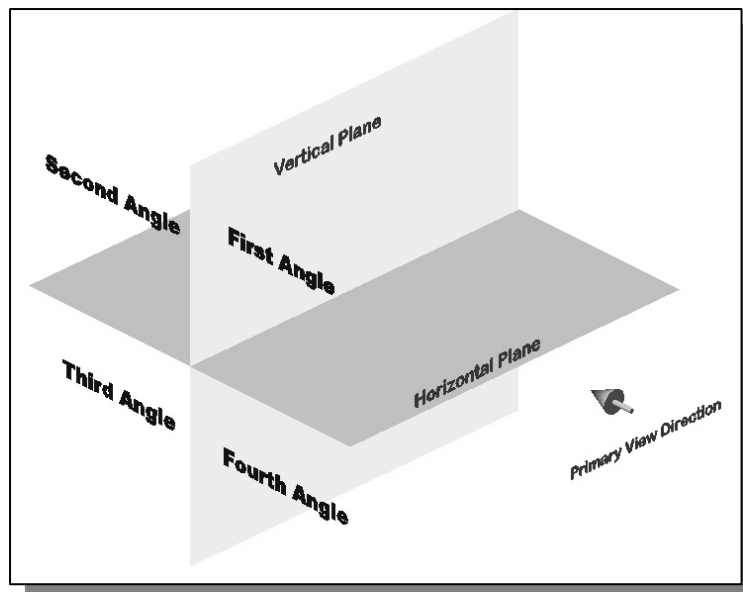 Vertical Plane
Second Angle
First Angle
Horizontal Plane
Third Angle
Primary View Direction
Fourth Angle